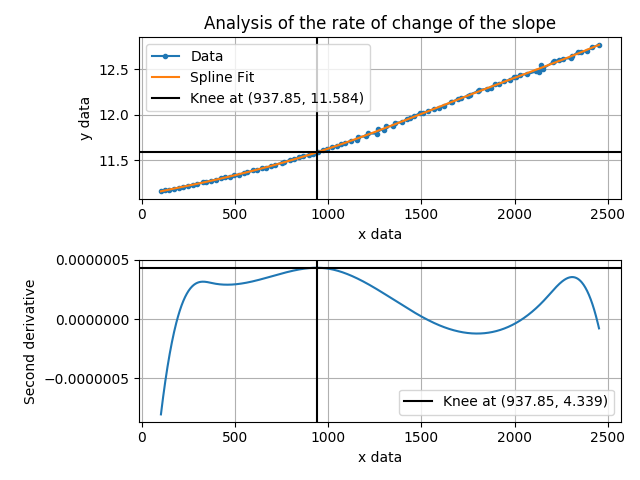 Analysis of the rate of change of the slope
Data
Spline Fit
Knee at (937.85, 11.584)
y data
12.5
12.0
11.5
0 500 1000 1500 2000 2500
x data
Second derivative
0.0000005
0.0000000
−0.0000005
Knee at (937.85, 4.339)
0 500 1000 1500 2000 2500
x data